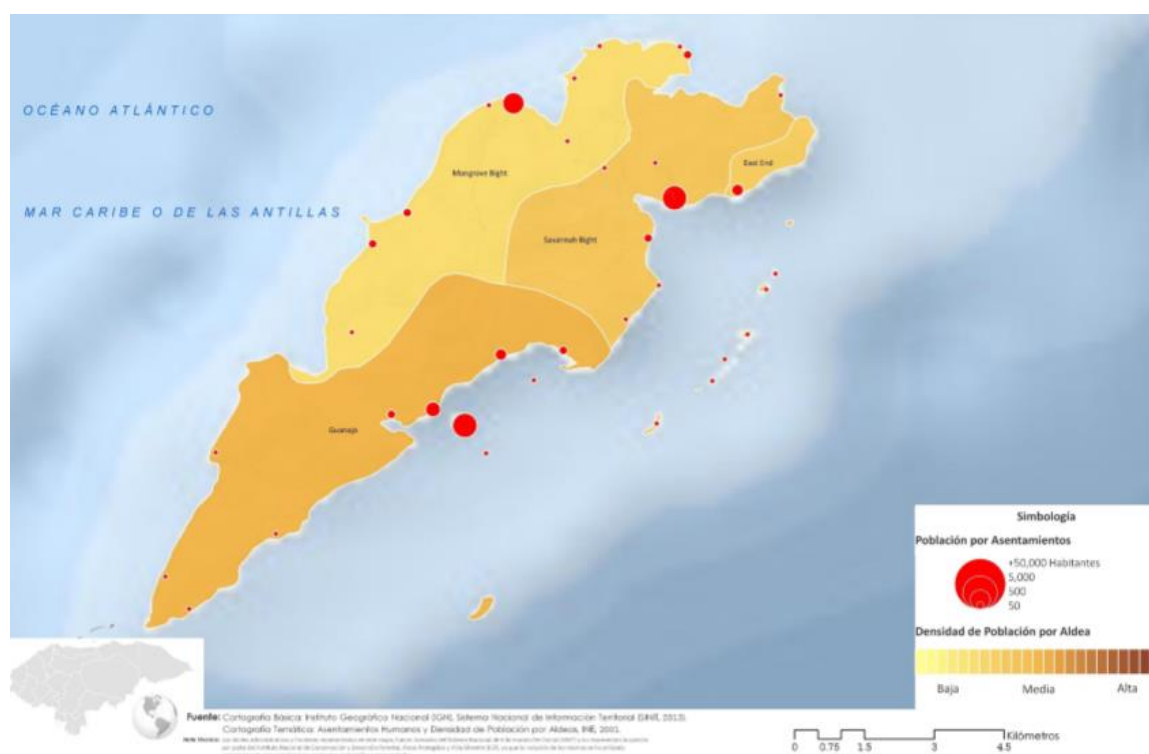 OCÉANO ATLÁNTICO
Mangrove Bight
East End
MAR CARIBE O DE LAS ANTILLAS
Savannah Bight
Guanaja
Simbología
Población por Asentamientos
+50,000 Habitantes
5,000
500
50
Densidad de Población por Aldea
Baja Media Alta
Fuente: Cartografía Básica: Instituto Geográfico Nacional (IGN), Sistema Nacional de Información Territorial (SINIT, 2013).
Cartografía Temática: Asentamientos Humanos y Densidad de Población por Aldeas, INE, 2001.
Kilómetros
0 0.75 1.5 3 4.5